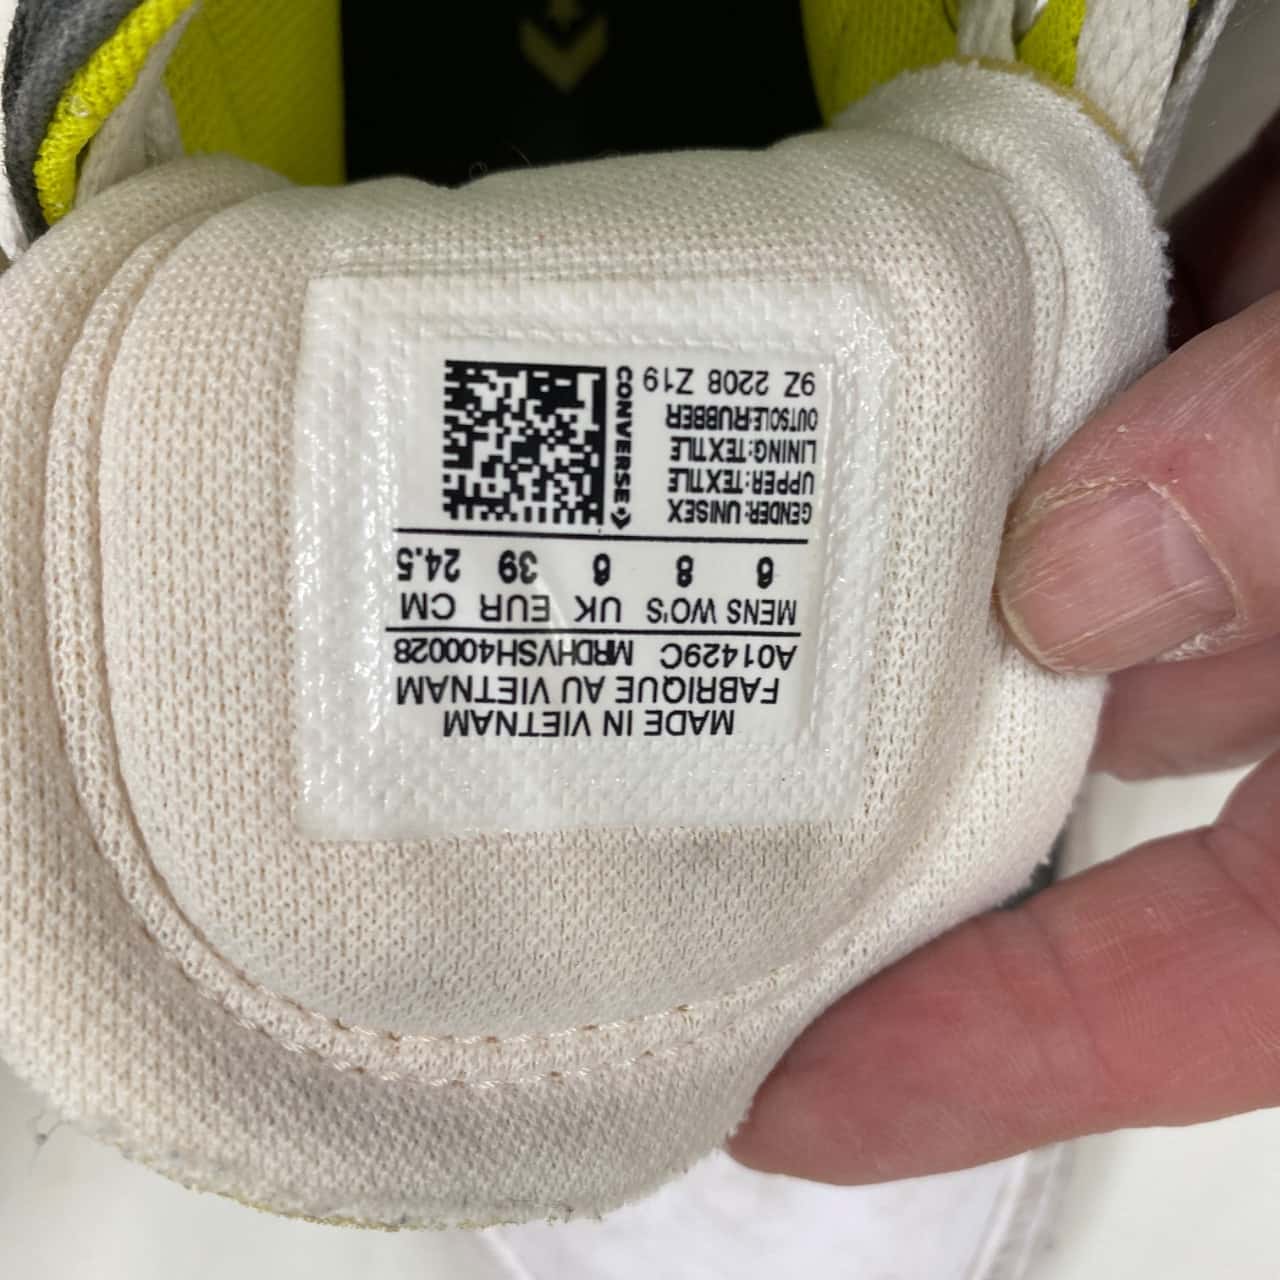 MADE IN VIETNAM
FABRIQUE AU VIETNAM
A01429C MRDHVSH400028
MENS WO'S UK EUR CM
6 8 6 39 24.5
GENDER:UNISEX
UPPER:TEXTILE
LINING:TEXTILE
OUTSOLE:RUBBER
9Z 2208 Z19
CONVERSE